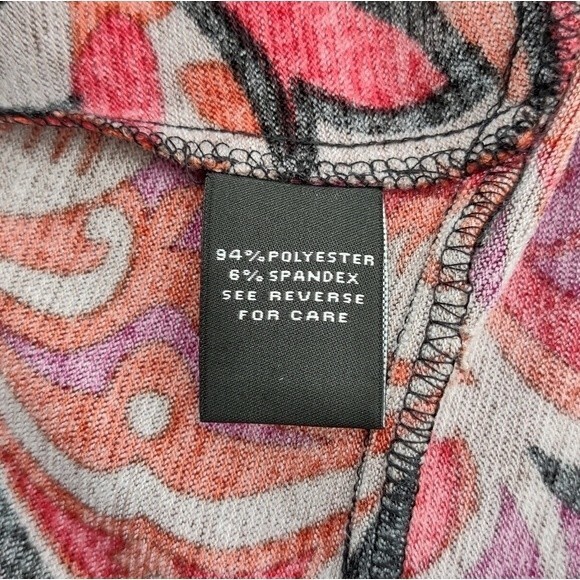 94% POLYESTER
6% SPANDEX
SEE REVERSE
FOR CARE